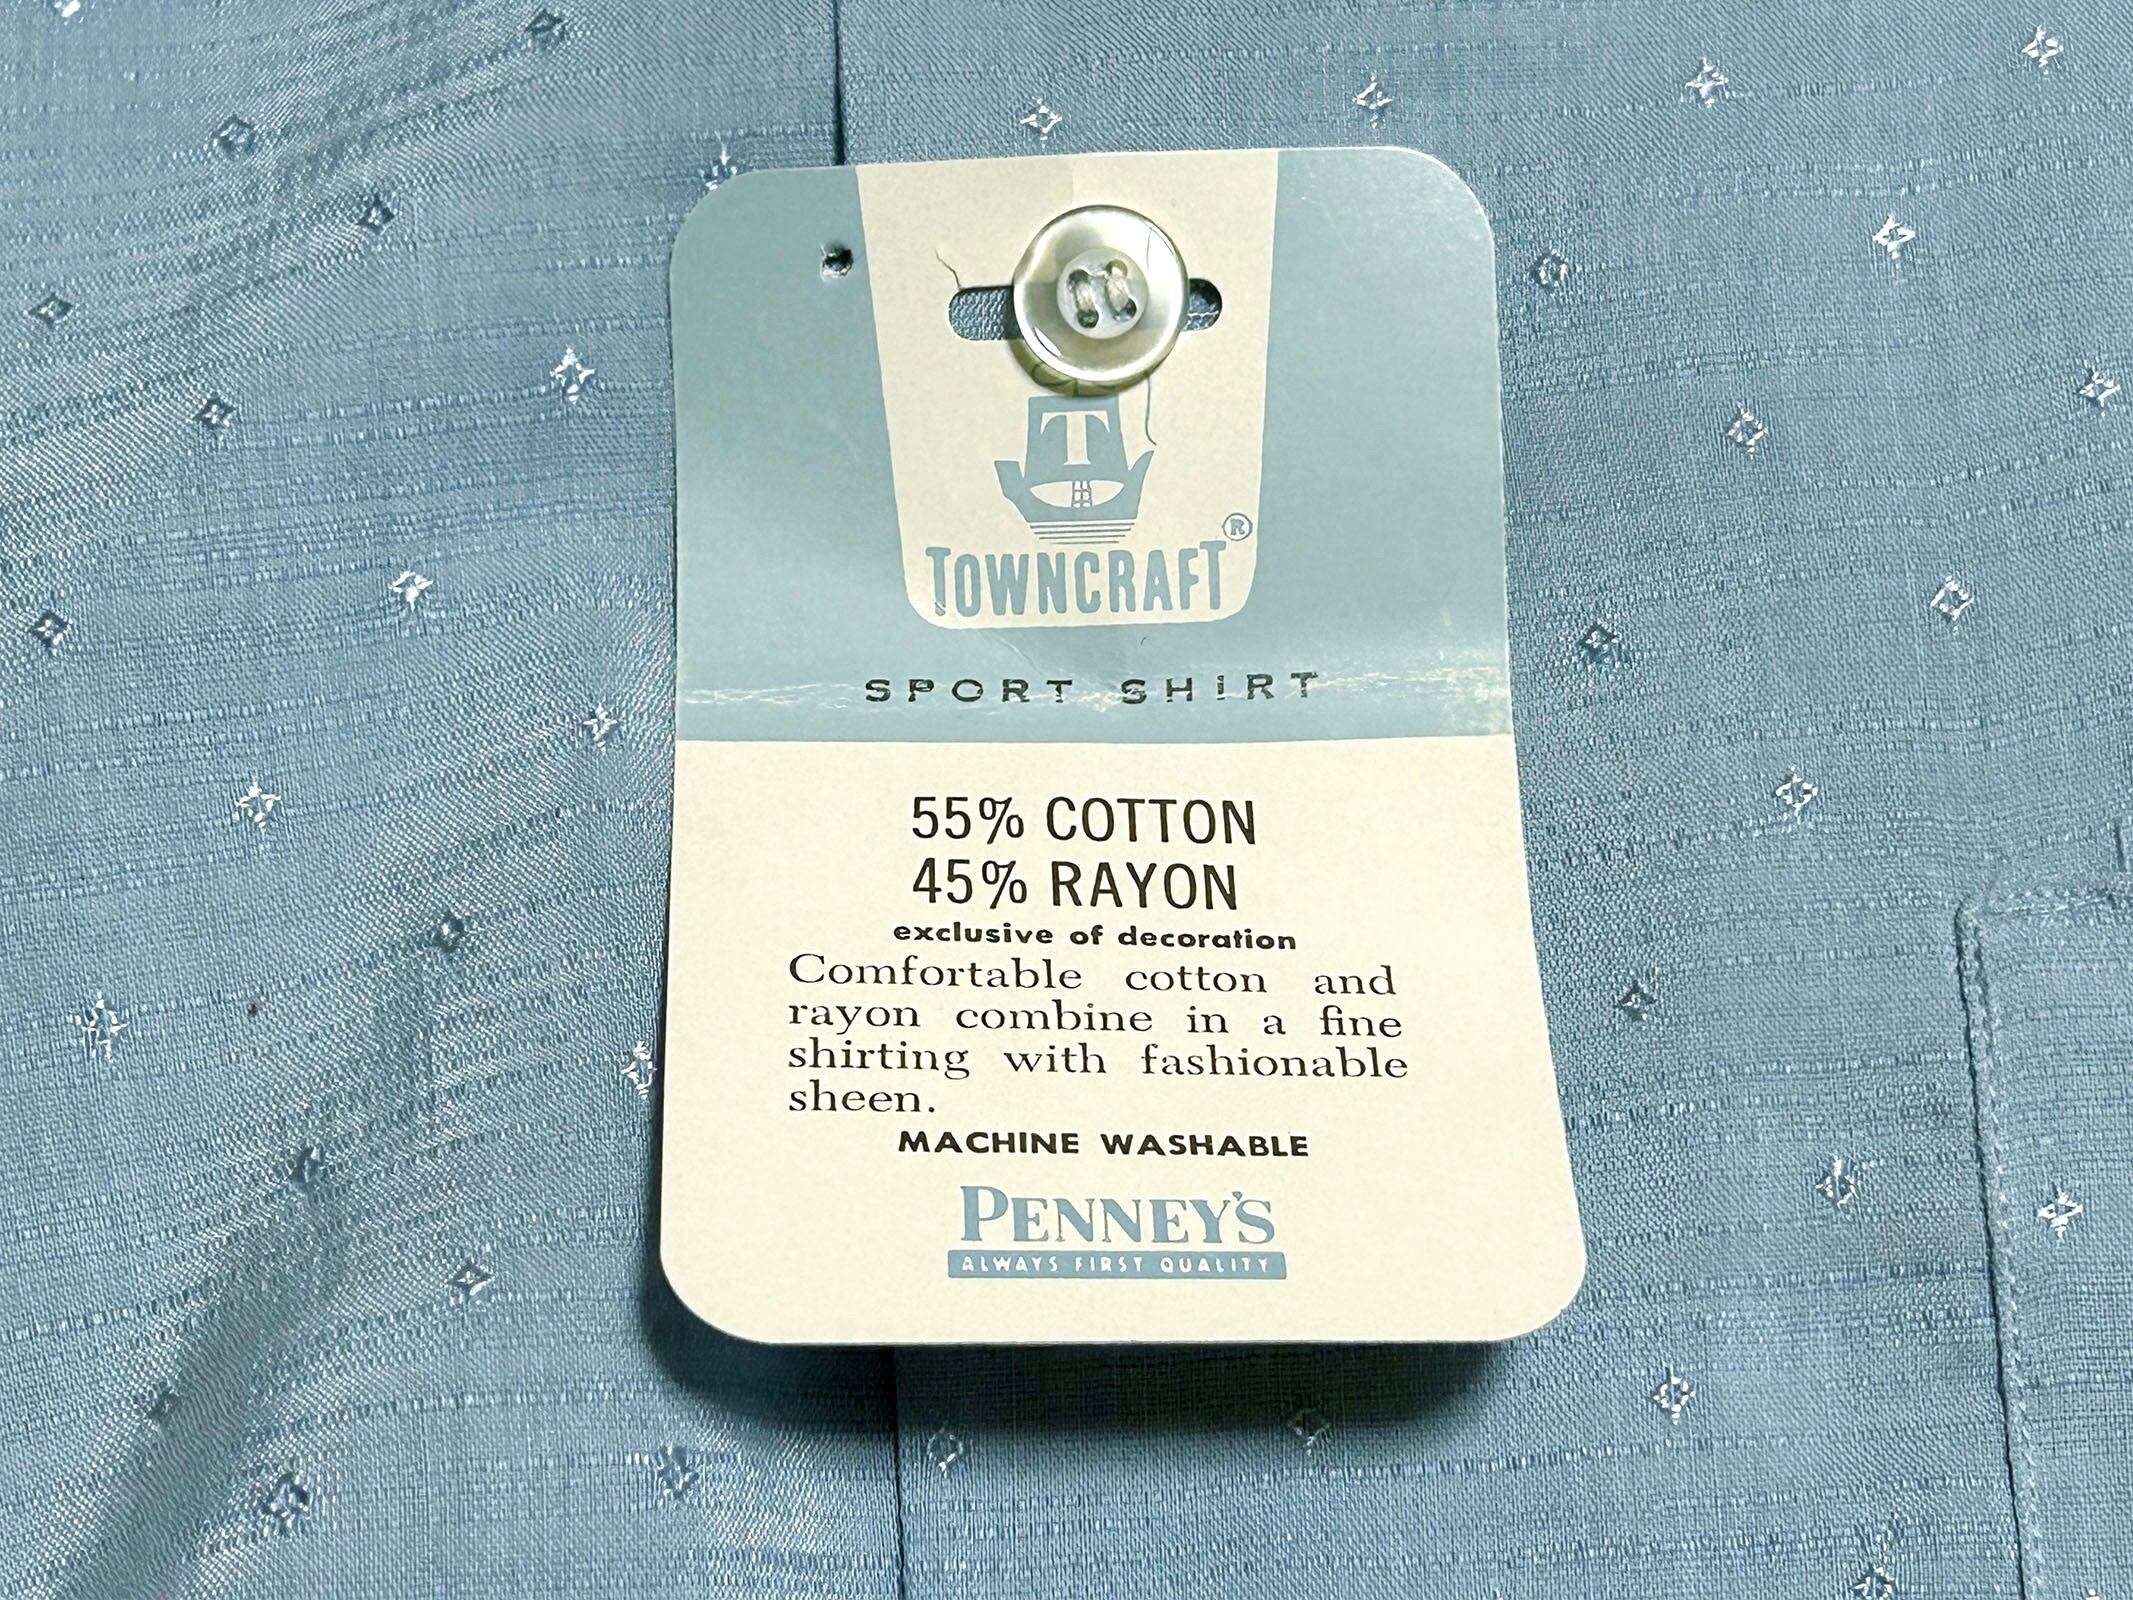 T
TOWNCRAFT®
SPORT SHIRT
55% COTTON
45% RAYON
exclusive of decoration
Comfortable cotton and
rayon combine in a fine
shirting with fashionable
sheen.
MACHINE WASHABLE
PENNEY'S
ALWAYS FIRST QUALITY